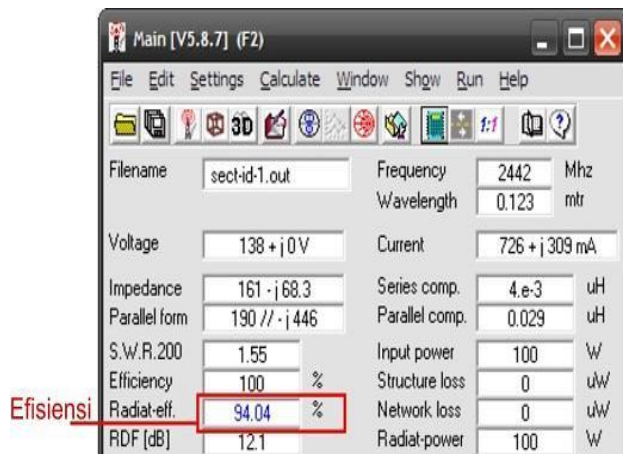 Main [V5.8.7] (F2)
File Edit Settings Calculate Window Show Run Help
3D 1:1
Filename sect-id-1.out Frequency 2442 Mhz
Wavelength 0.123 mtr
Voltage 138 + j 0 V Current 726 + j 309 mA
Impedance 161 - j 68.3 Series comp. 4.e-3 uH
Parallel form 190 // - j 446 Parallel comp. 0.029 uH
S.W.R.200 1.55 Input power 100 W
Efficiency 100 % Structure loss 0 uW
Efisiensi Radiat-eff. 94.04 % Network loss 0 uW
RDF [dB] 12.1 Radiat-power 100 W